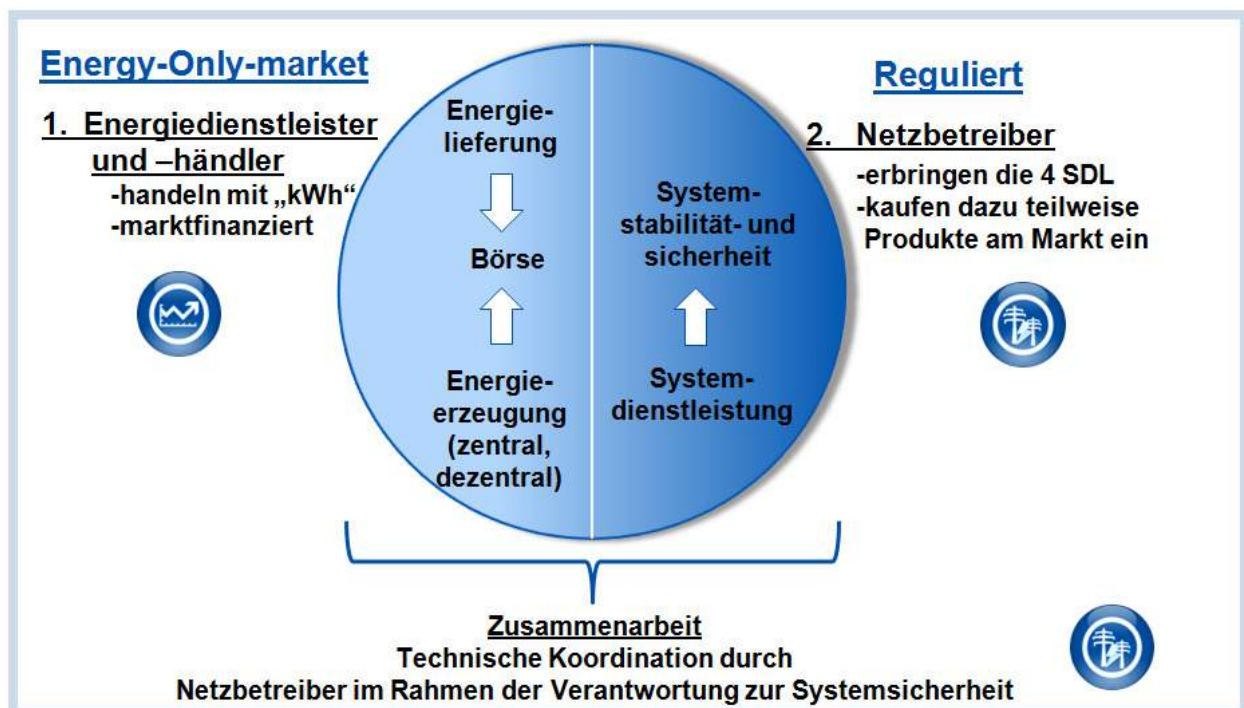 Energy-Only-market
1. Energiedienstleister
und –händler
-handeln mit „kWh“
-marktfinanziert
Energie-
lieferung
Börse
Energie-
erzeugung
(zentral,
dezentral)
System-
stabilität- und
sicherheit
System-
dienstleistung
Reguliert
2. Netzbetreiber
-erbringen die 4 SDL
-kaufen dazu teilweise
Produkte am Markt ein
Zusammenarbeit
Technische Koordination durch
Netzbetreiber im Rahmen der Verantwortung zur Systemsicherheit